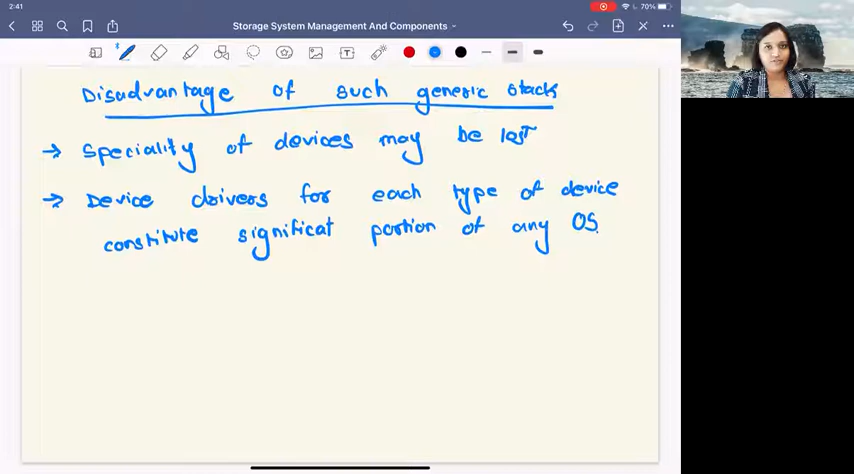 2:41
70%
Storage System Management And Components
Disadvantage of such generic stack
→ Speciality of devices may be lost
→ Device drivers for each type of device
constitute significat portion of any OS.